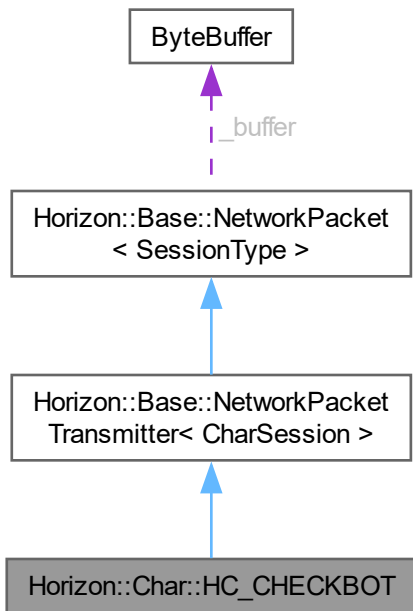 ByteBuffer
_buffer
Horizon::Base::NetworkPacket
< SessionType >
Horizon::Base::NetworkPacket
Transmitter< CharSession >
Horizon::Char::HC_CHECKBOT